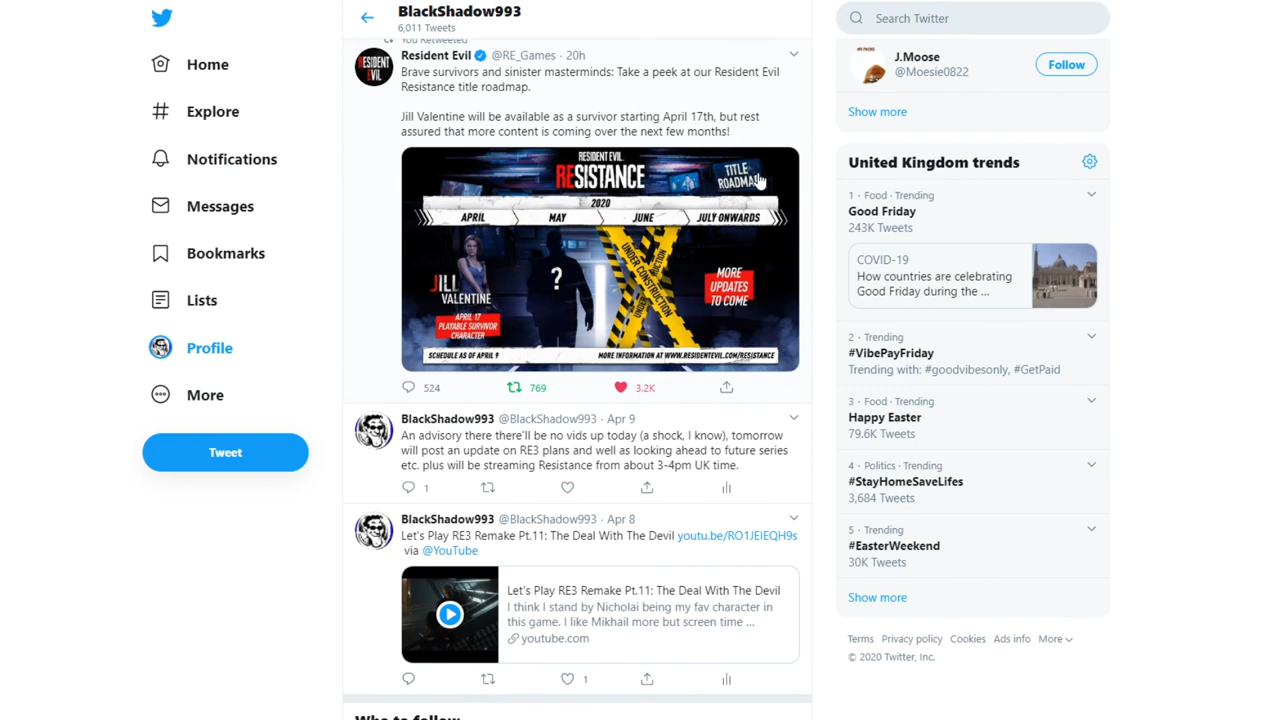 Home
Explore
Notifications
Messages
Bookmarks
Lists
Profile
More
Tweet
BlackShadow993
6,011 Tweets
You Retweeted
Resident Evil @RE_Games · 20h
Brave survivors and sinister masterminds: Take a peek at our Resident Evil
Resistance title roadmap.
Jill Valentine will be available as a survivor starting April 17th, but rest
assured that more content is coming over the next few months!
RESIDENT EVIL
RESIDENT EVIL
RESISTANCE
TITLE
ROADMAP
2020
APRIL MAY JUNE JULY ONWARDS
?
JILL
VALENTINE
APRIL 17
PLAYABLE SURVIVOR
CHARACTER
UNDER CONSTRUCTION
UNDER CONSTRUCTION
MORE
UPDATES
TO COME
SCHEDULE AS OF APRIL 9 MORE INFORMATION AT WWW.RESIDENTEVIL.COM/RESISTANCE
524 769 3.2K
BlackShadow993 @BlackShadow993 · Apr 9
An advisory there there'll be no vids up today (a shock, I know), tomorrow
will post an update on RE3 plans and well as looking ahead to future series
etc. plus will be streaming Resistance from about 3-4pm UK time.
1
BlackShadow993 @BlackShadow993 · Apr 8
Let's Play RE3 Remake Pt.11: The Deal With The Devil youtu.be/RO1JEIEQH9s
via @YouTube
Let's Play RE3 Remake Pt.11: The Deal With The Devil
I think I stand by Nicholai being my fav character in
this game. I like Mikhail more but screen time ...
youtube.com
1
Who to follow
Search Twitter
J.Moose
@Moesie0822
Follow
Show more
United Kingdom trends
1 · Food · Trending
Good Friday
243K Tweets
COVID-19
How countries are celebrating
Good Friday during the ...
2 · Trending
#VibePayFriday
Trending with: #goodvibesonly, #GetPaid
3 · Food · Trending
Happy Easter
79.6K Tweets
4 · Politics · Trending
#StayHomeSaveLifes
3,684 Tweets
5 · Trending
#EasterWeekend
30K Tweets
Show more
Terms Privacy policy Cookies Ads info More
© 2020 Twitter, Inc.